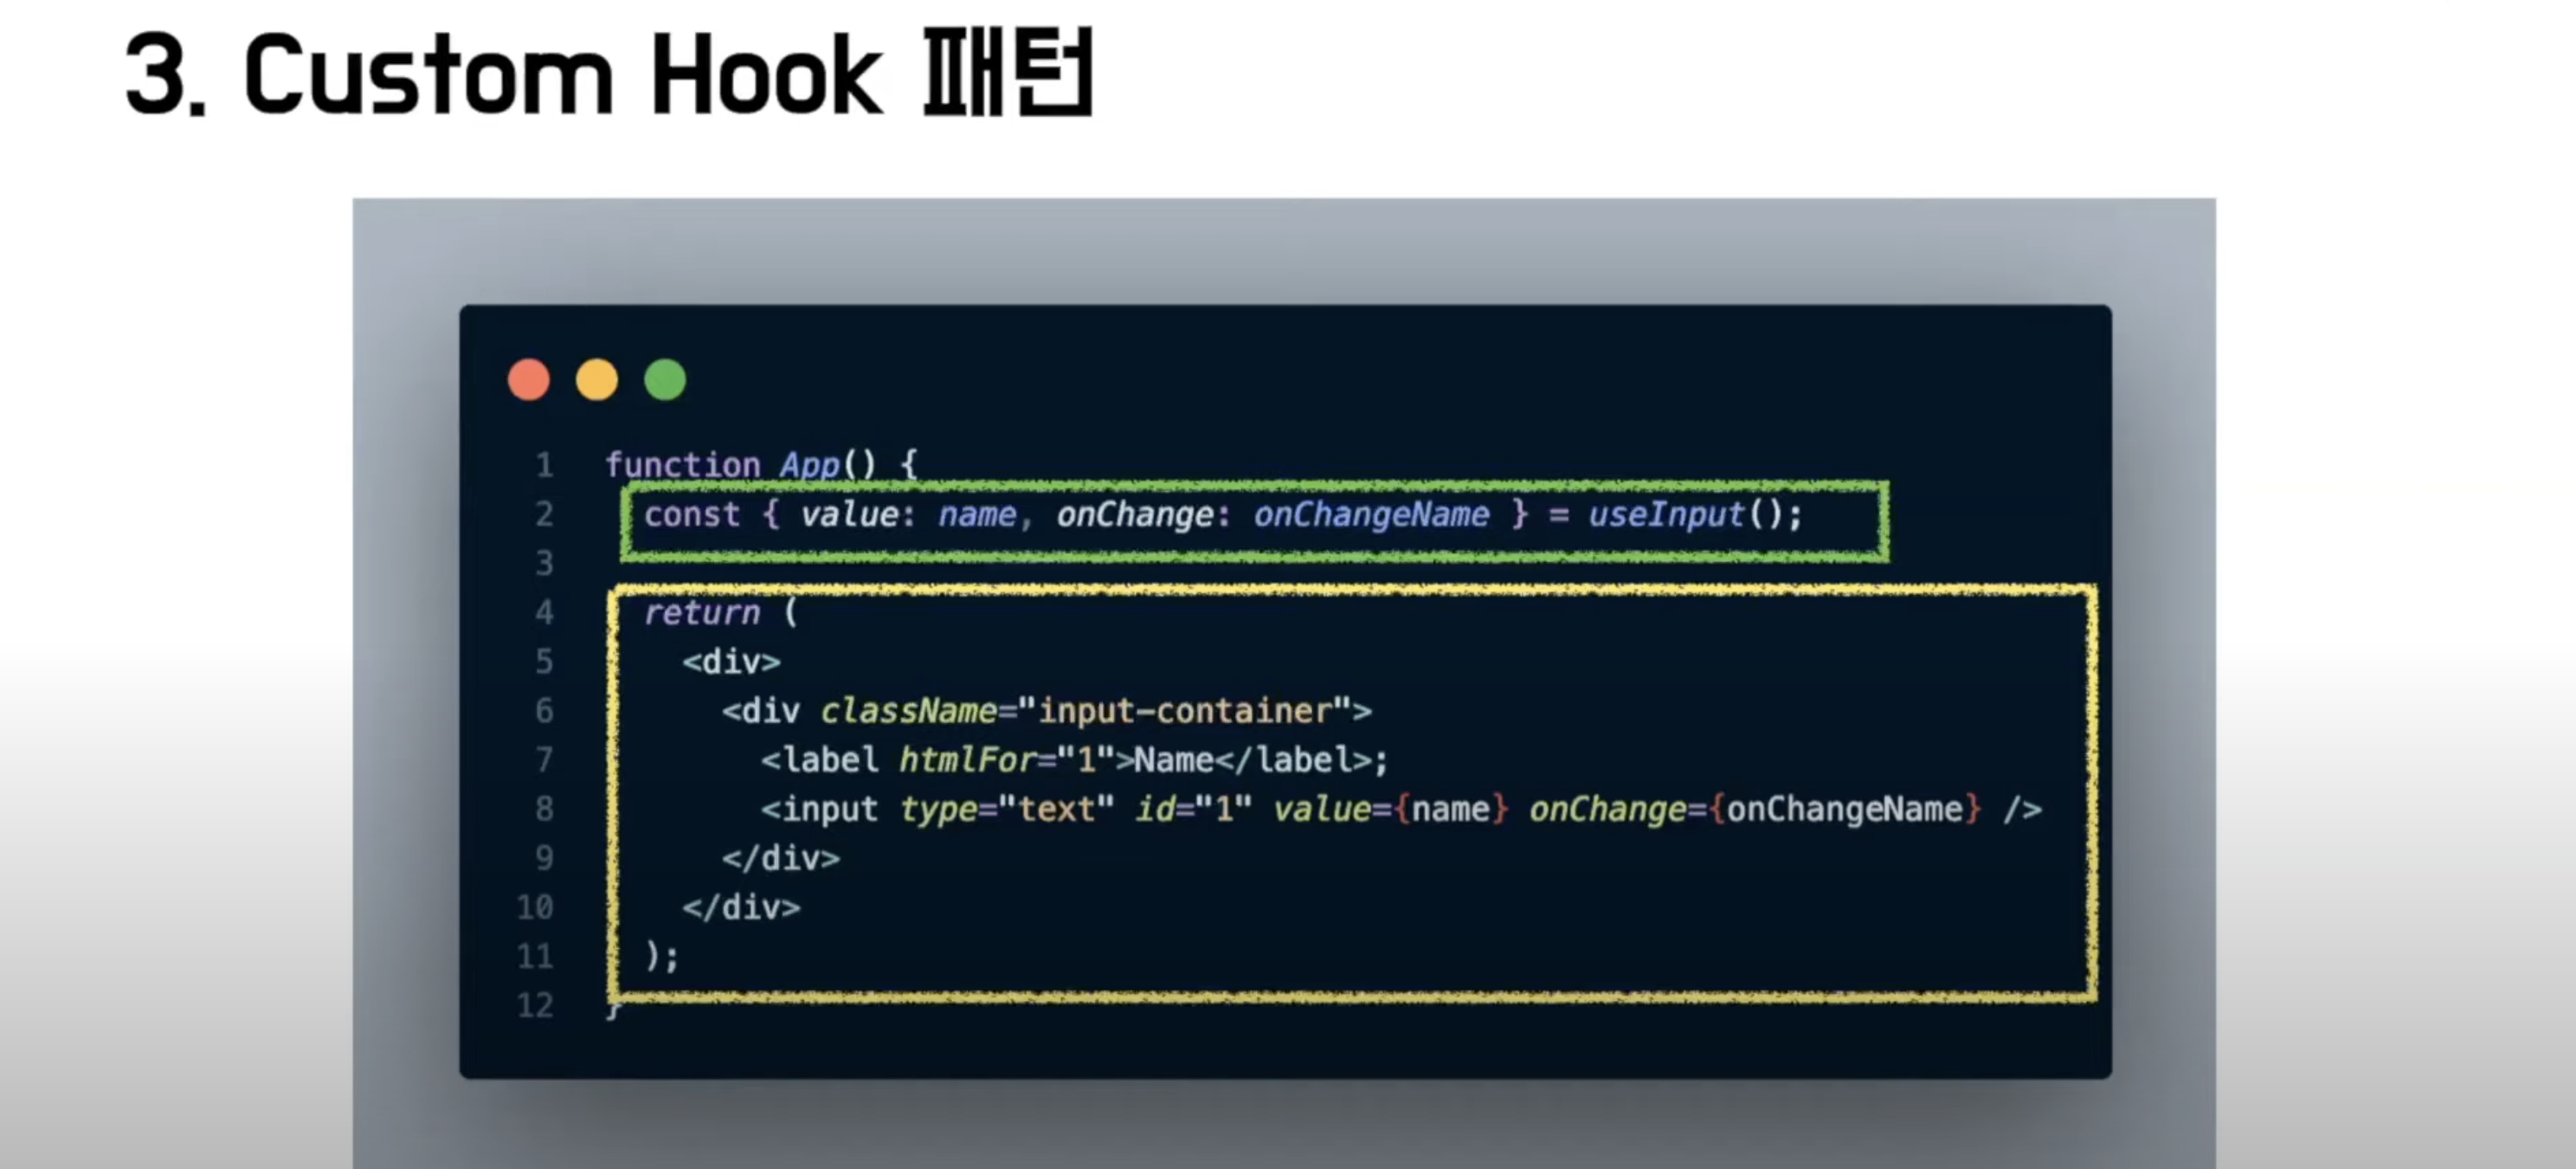 3. Custom Hook 패턴
1 function App() {
2 const { value: name, onChange: onChangeName } = useInput();
3
4 return (
5 <div>
6 <div className="input-container">
7 <label htmlFor="1">Name</label>;
8 <input type="text" id="1" value={name} onChange={onChangeName} />
9 </div>
10 </div>
11 );
12 }